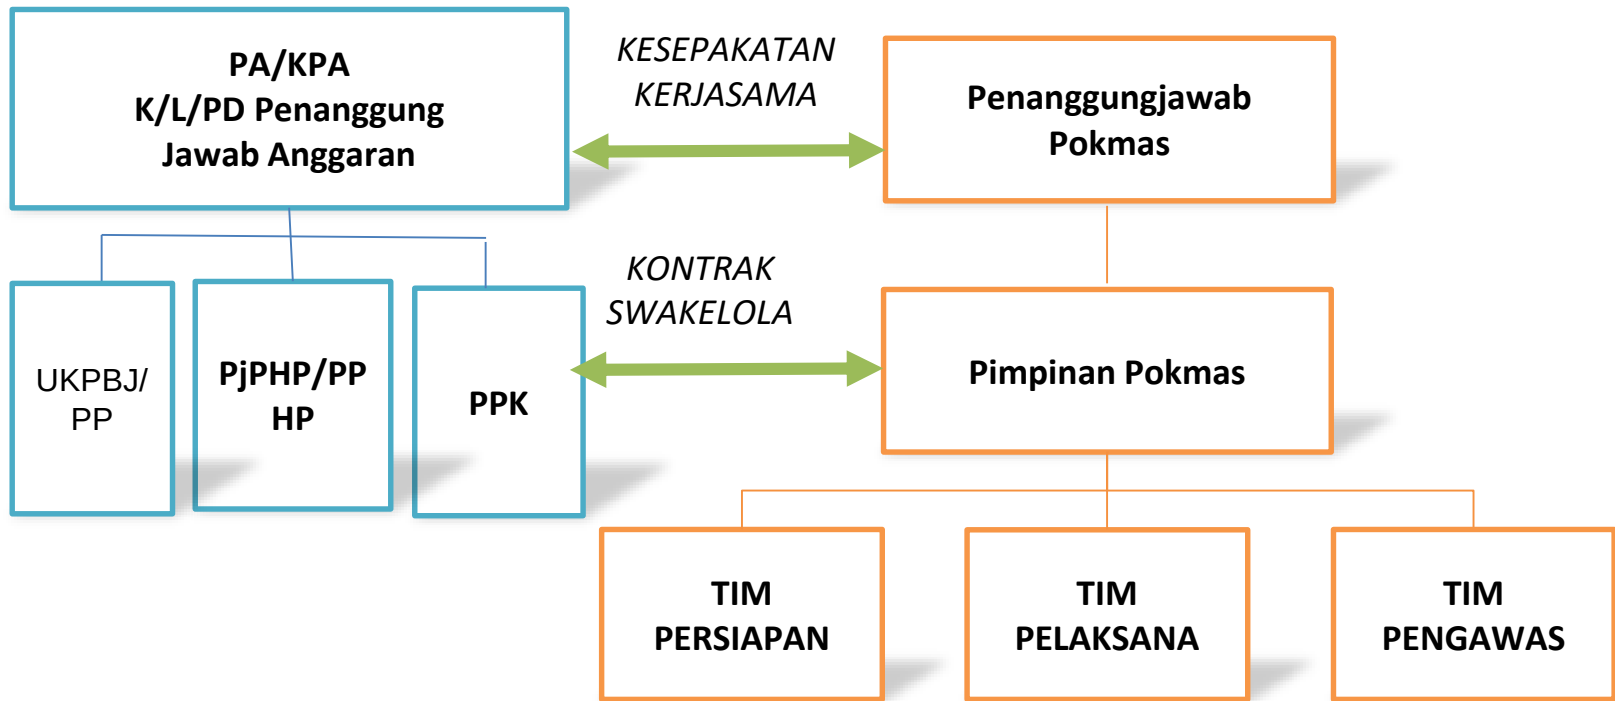 PA/KPA
K/L/PD Penanggung
Jawab Anggaran
KESEPAKATAN
KERJASAMA
Penanggungjawab
Pokmas
UKPBJ/
PP
PjPHP/PP
HP
PPK
KONTRAK
SWAKELOLA
Pimpinan Pokmas
TIM
PERSIAPAN
TIM
PELAKSANA
TIM
PENGAWAS